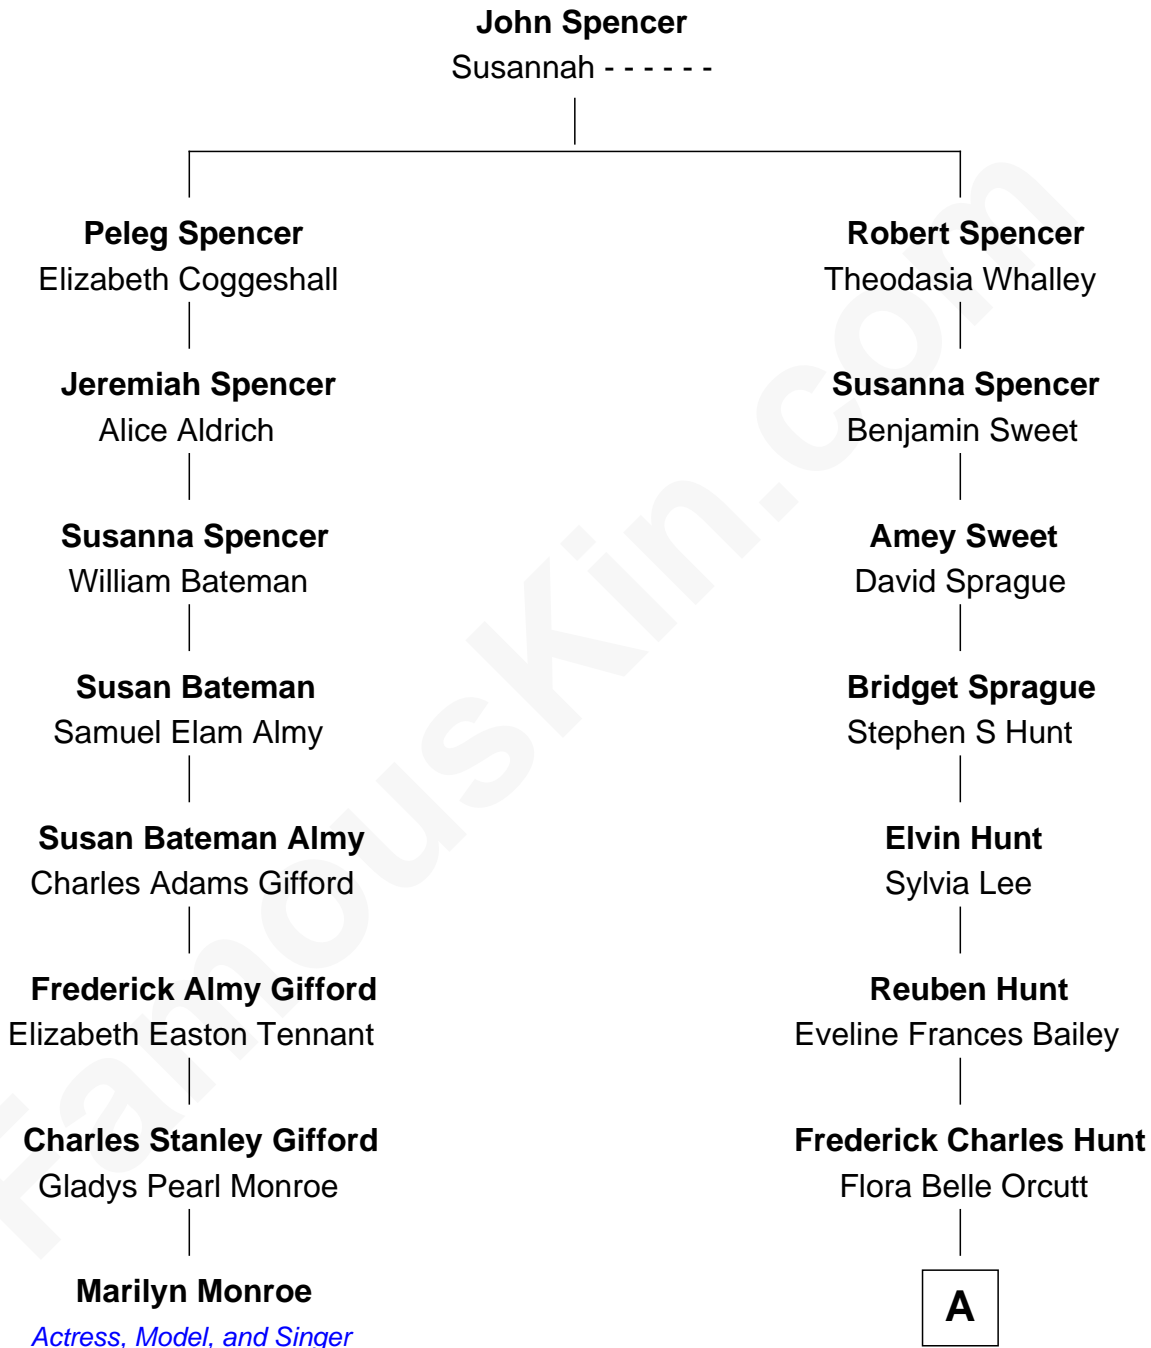 John Spencer
Susannah - - - - - -
Peleg Spencer
Elizabeth Coggeshall
Robert Spencer
Theodasia Whalley
Jeremiah Spencer
Alice Aldrich
Susanna Spencer
Benjamin Sweet
Susanna Spencer
William Bateman
Amey Sweet
David Sprague
Susan Bateman
Samuel Elam Almy
Bridget Sprague
Stephen S Hunt
Susan Bateman Almy
Charles Adams Gifford
Elvin Hunt
Sylvia Lee
Frederick Almy Gifford
Elizabeth Easton Tennant
Reuben Hunt
Eveline Frances Bailey
Charles Stanley Gifford
Gladys Pearl Monroe
Frederick Charles Hunt
Flora Belle Orcutt
Marilyn Monroe
Actress, Model, and Singer
A
FamousKin.com